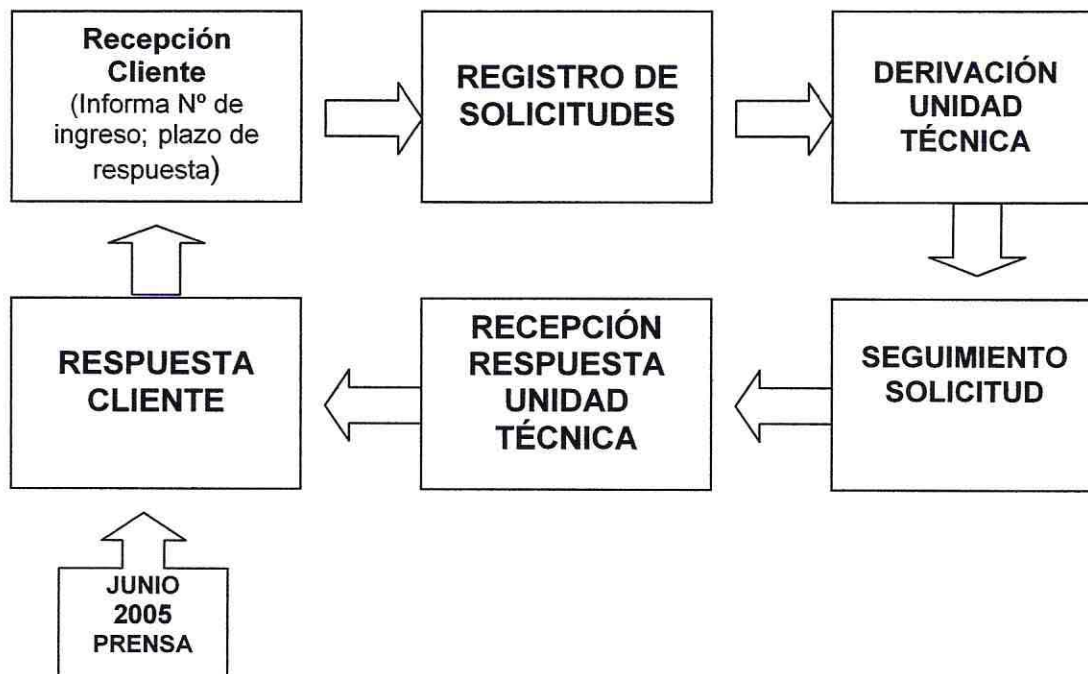 Recepción
Cliente
(Informa Nº de
ingreso; plazo de
respuesta)
REGISTRO DE
SOLICITUDES
DERIVACIÓN
UNIDAD
TÉCNICA
RESPUESTA
CLIENTE
RECEPCIÓN
RESPUESTA
UNIDAD
TÉCNICA
SEGUIMIENTO
SOLICITUD
JUNIO
2005
PRENSA